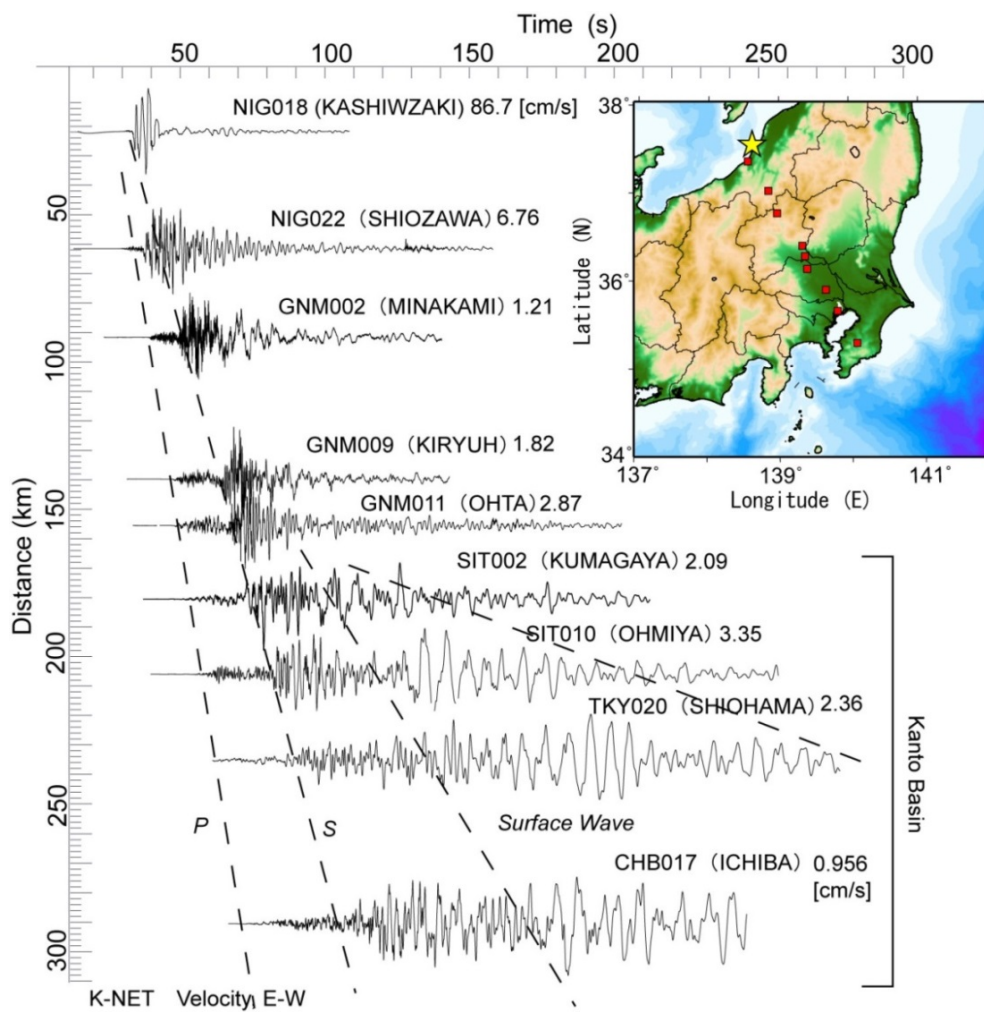 Time (s)
50 100 150 200 250 300
NIG018 (KASHIWZAKI) 86.7 [cm/s]
NIG022 (SHIOZAWA) 6.76
GNM002 (MINAKAMI) 1.21
GNM009 (KIRYUH) 1.82
GNM011 (OHTA) 2.87
SIT002 (KUMAGAYA) 2.09
SIT010 (OHMIYA) 3.35
TKY020 (SHIOHAMA) 2.36
CHB017 (ICHIBA) 0.956
[cm/s]
P
S
Surface Wave
Kanto Basin
Distance (km)
50
100
150
200
250
300
K-NET Velocity E-W
Latitude (N)
38°
36°
34°
137° 139° 141°
Longitude (E)